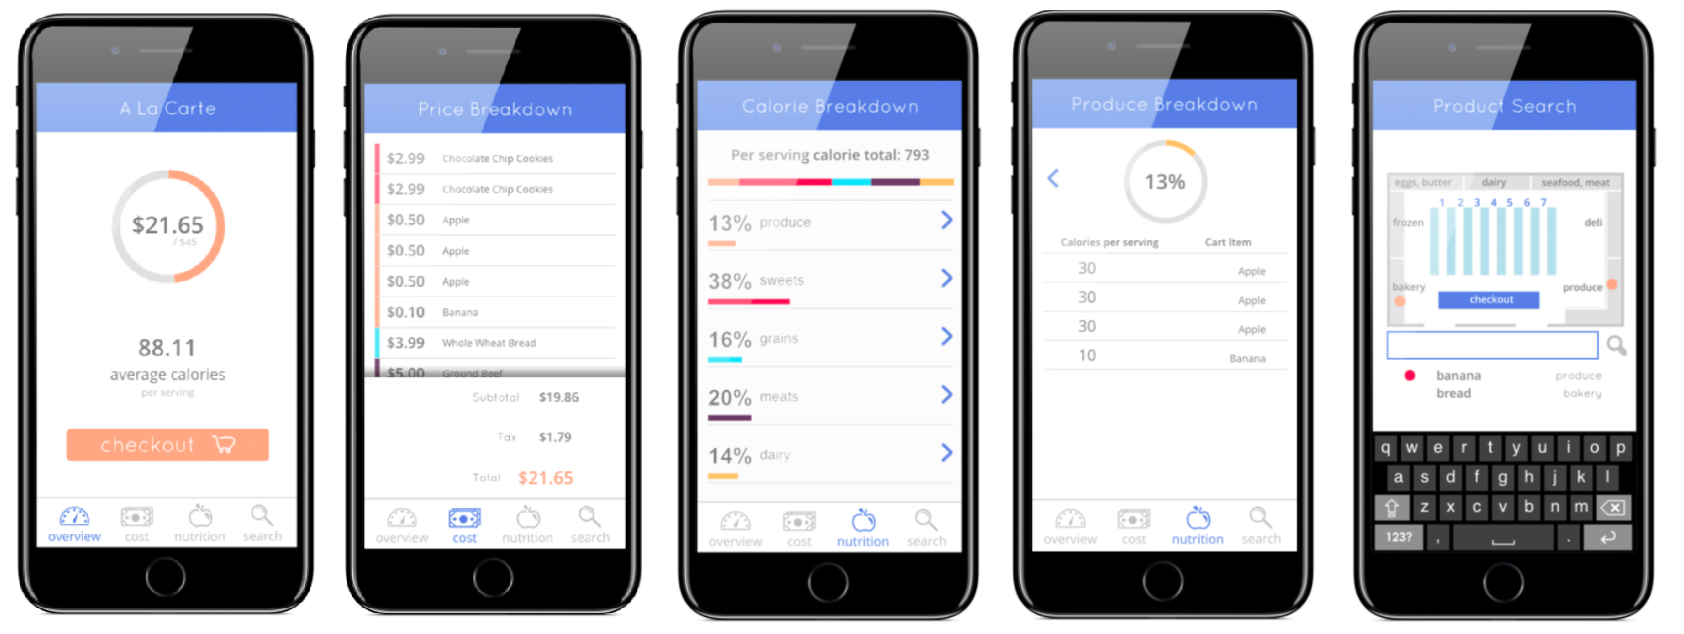 A La Carte
$21.65
/ $45
88.11
average calories
per serving
checkout
overview cost nutrition search
Price Breakdown
$2.99 Chocolate Chip Cookies
$2.99 Chocolate Chip Cookies
$0.50 Apple
$0.50 Apple
$0.50 Apple
$0.10 Banana
$3.99 Whole Wheat Bread
$5.00 Ground Beef
Subtotal $19.86
Tax $1.79
Total $21.65
overview cost nutrition search
Calorie Breakdown
Per serving calorie total: 793
13% produce
38% sweets
16% grains
20% meats
14% dairy
overview cost nutrition search
Produce Breakdown
13%
Calories per serving Cart Item
30 Apple
30 Apple
30 Apple
10 Banana
overview cost nutrition search
Product Search
eggs, butter dairy seafood, meat
1 2 3 4 5 6 7
frozen deli
bakery produce
checkout
banana produce
bread bakery
q w e r t y u i o p
a s d f g h j k l
z x c v b n m
123? , .